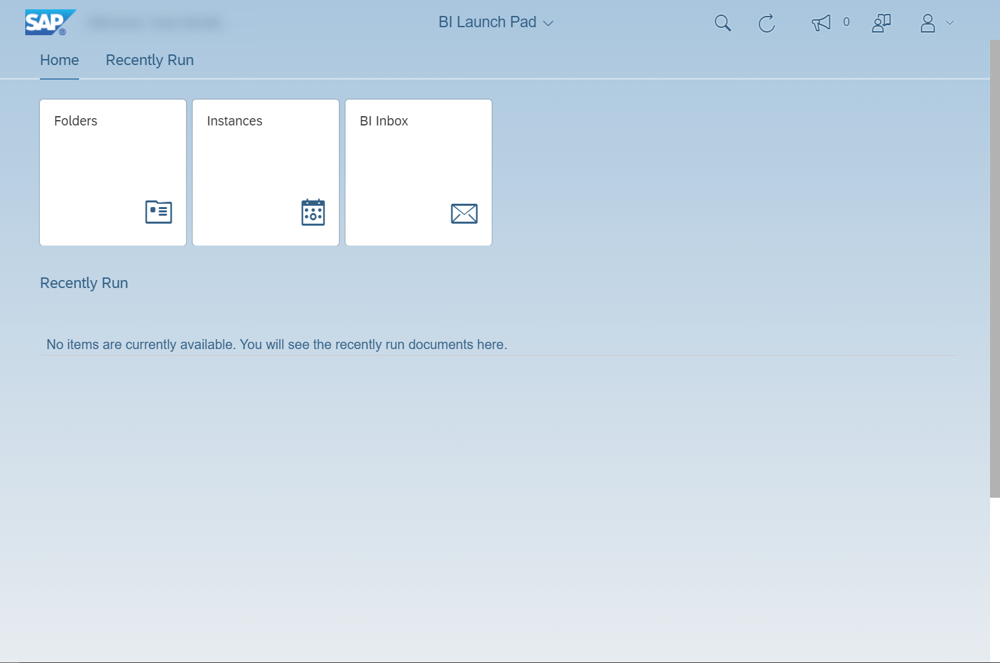 SAP ®
BI Launch Pad
0
Home Recently Run
Folders
Instances
BI Inbox
Recently Run
No items are currently available. You will see the recently run documents here.